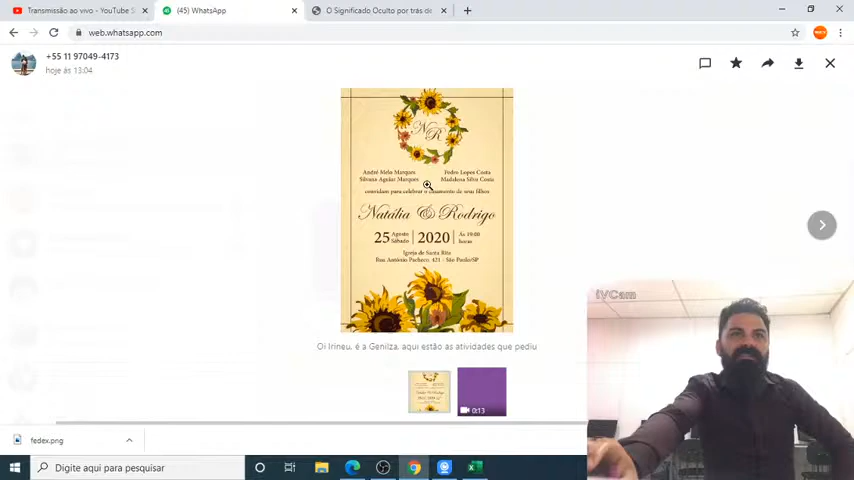 Transmissão ao vivo - YouTube S
(45) WhatsApp
O Significado Oculto por trás de
web.whatsapp.com
+55 11 97049-4173
hoje às 13:04
NR
André Melo Marques
Silvana Aguiar Marques
Pedro Lopes Costa
Madalena Silva Costa
convidam para celebrar o casamento de seus filhos
Natália & Rodrigo
25 Agosto Sábado 2020 Às 19:00 horas
Igreja de Santa Rita
Rua Antônio Pacheco, 421 - São Paulo/SP
Oi Irineu, é a Genilza, aqui estão as atividades que pediu
0:13
iVCam
fedex.png
Digite aqui para pesquisar